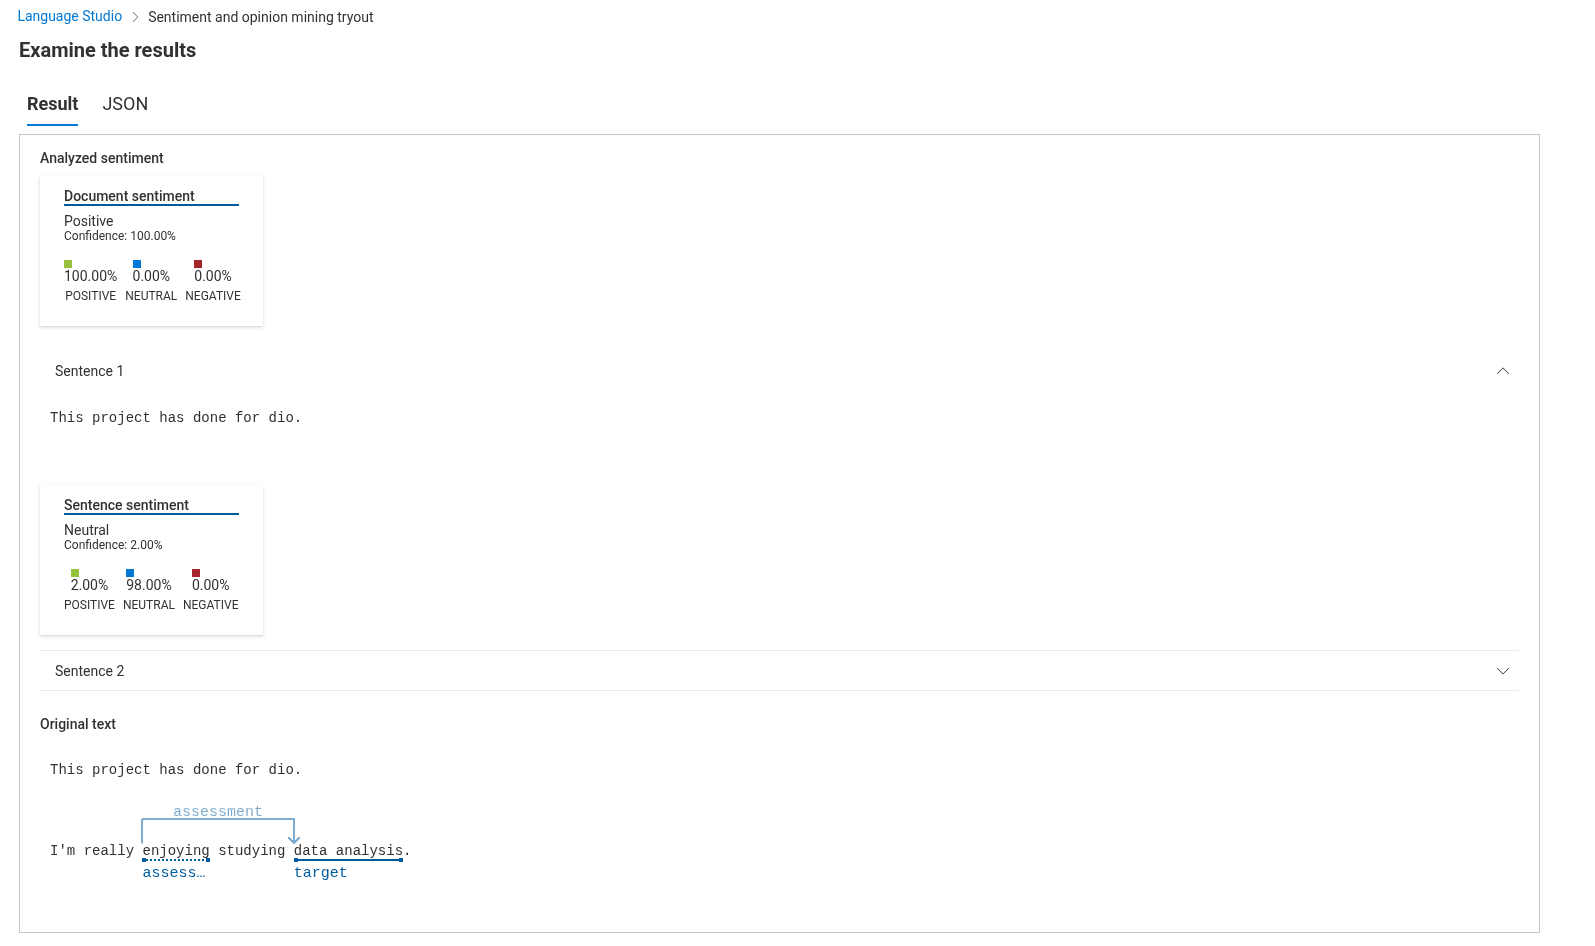 Language Studio > Sentiment and opinion mining tryout
Examine the results
Result JSON
Analyzed sentiment
Document sentiment
Positive
Confidence: 100.00%
100.00% 0.00% 0.00%
POSITIVE NEUTRAL NEGATIVE
Sentence 1
This project has done for dio.
Sentence sentiment
Neutral
Confidence: 2.00%
2.00% 98.00% 0.00%
POSITIVE NEUTRAL NEGATIVE
Sentence 2
Original text
This project has done for dio.
assessment
I'm really enjoying studying data analysis.
assess… target